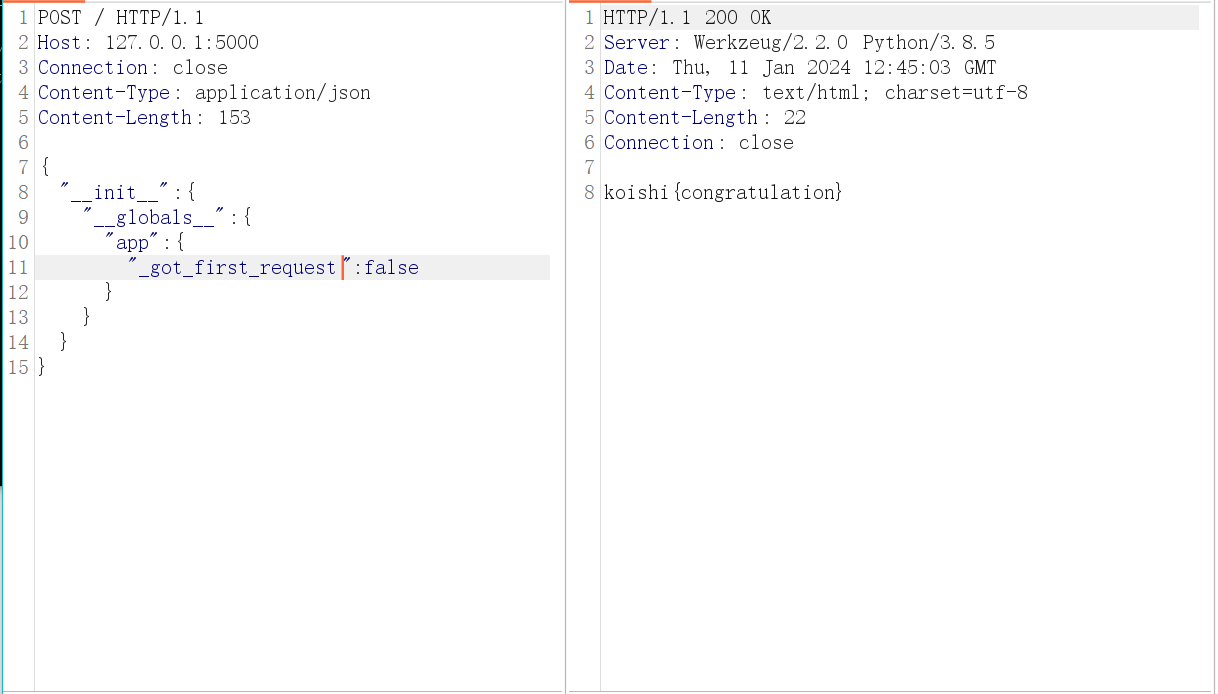 1 POST / HTTP/1.1
2 Host: 127.0.0.1:5000
3 Connection: close
4 Content-Type: application/json
5 Content-Length: 153
6
7 {
8 "__init__":{
9 "__globals__":{
10 "app":{
11 "_got_first_request":false
12 }
13 }
14 }
15 }
1 HTTP/1.1 200 OK
2 Server: Werkzeug/2.2.0 Python/3.8.5
3 Date: Thu, 11 Jan 2024 12:45:03 GMT
4 Content-Type: text/html; charset=utf-8
5 Content-Length: 22
6 Connection: close
7
8 koishi{congratulation}